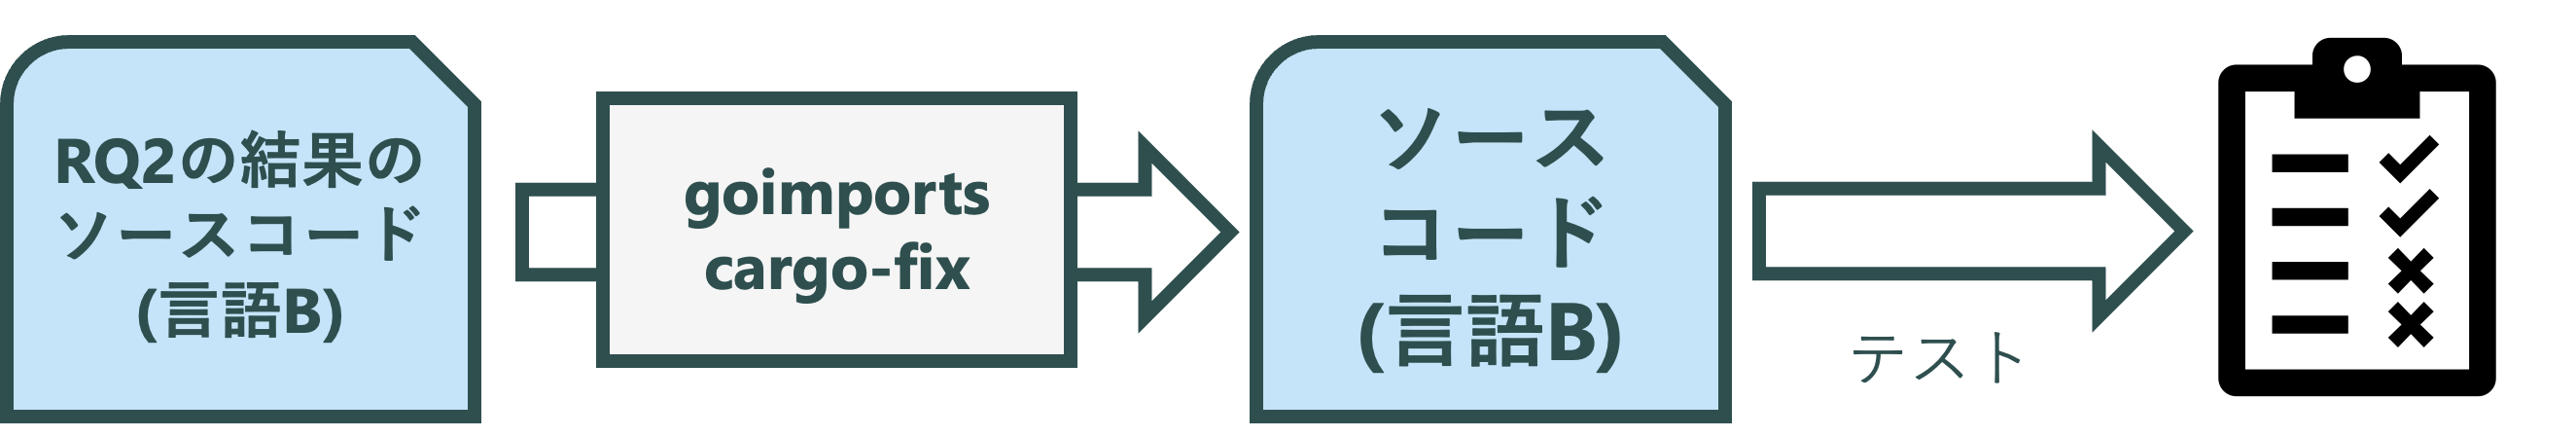 RQ2の結果の
ソースコード
(言語B)
goimports
cargo-fix
ソース
コード
(言語B)
テスト